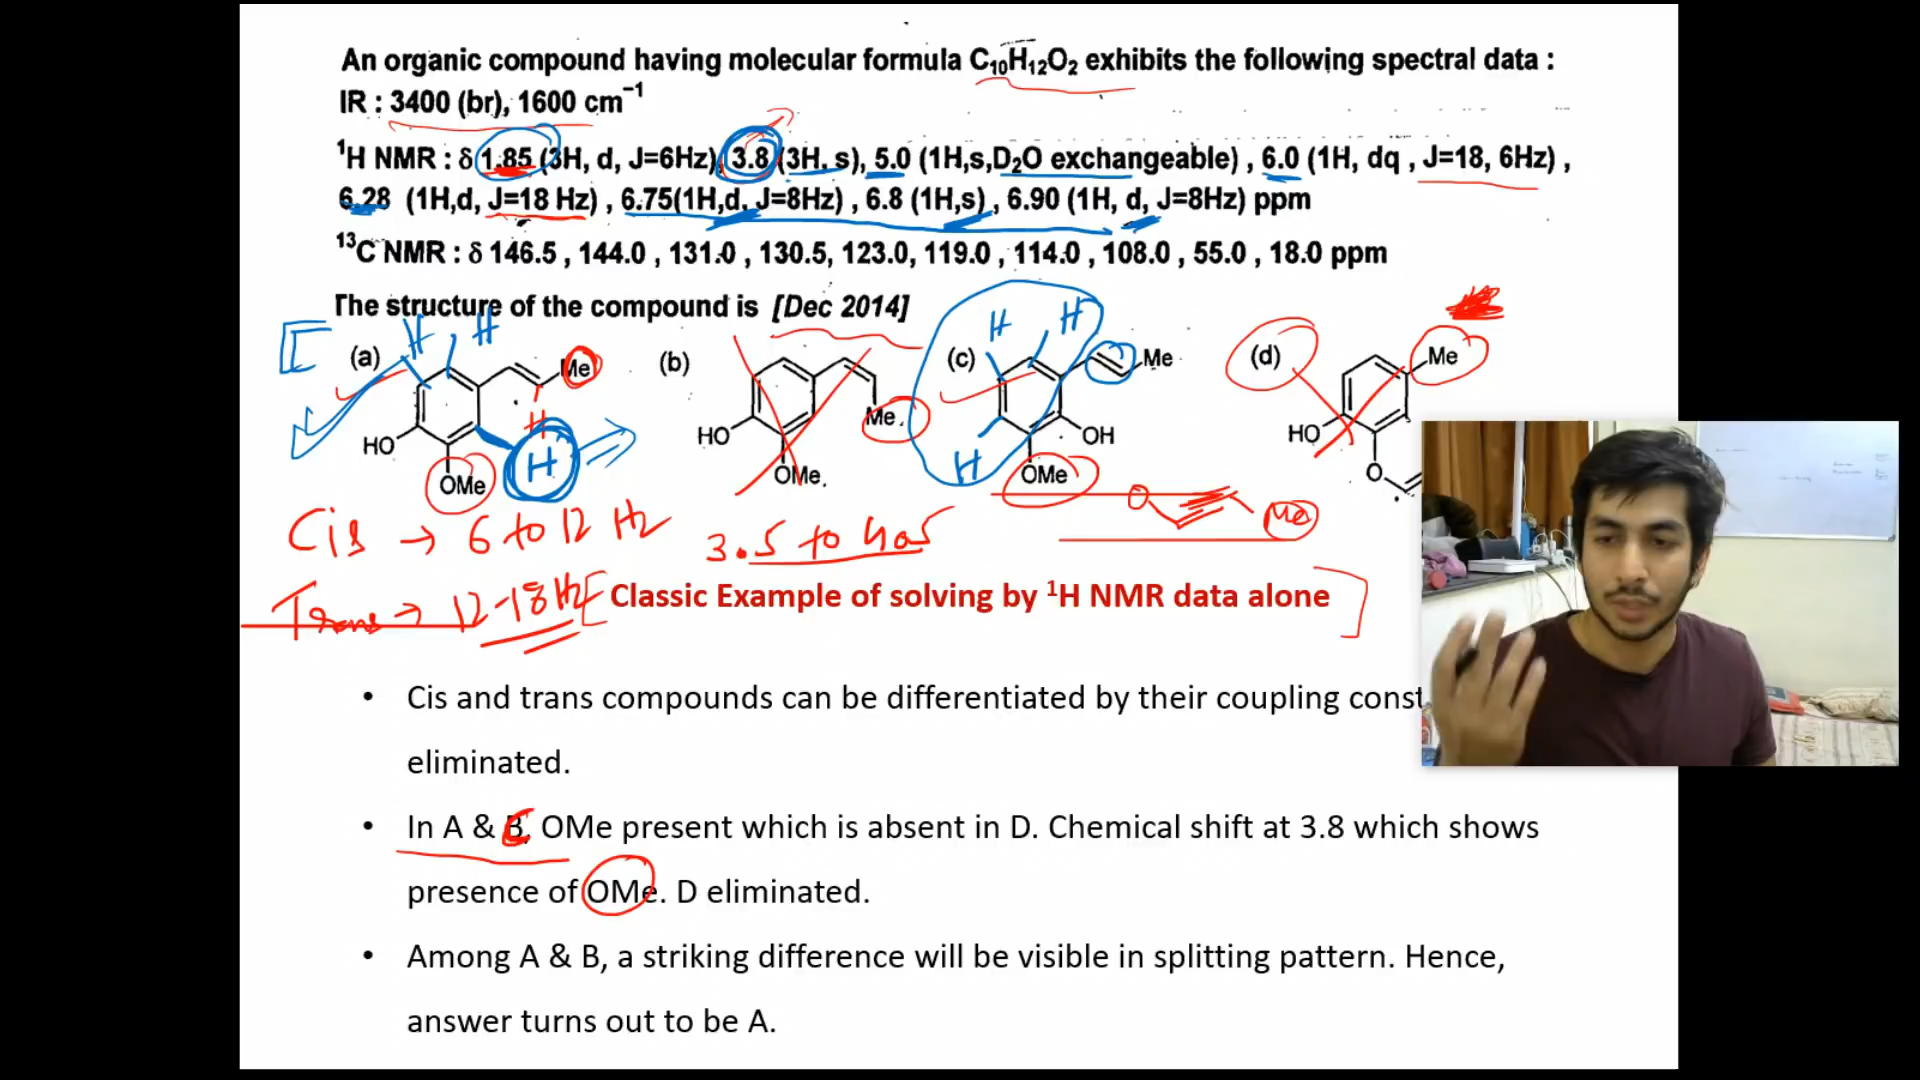 An organic compound having molecular formula C₁₀H₁₂O₂ exhibits the following spectral data :
IR : 3400 (br), 1600 cm⁻¹
¹H NMR : δ 1.85 (3H, d, J=6Hz), 3.8 (3H, s), 5.0 (1H,s,D₂O exchangeable) , 6.0 (1H, dq , J=18, 6Hz) ,
6.28 (1H,d, J=18 Hz) , 6.75(1H,d, J=8Hz) , 6.8 (1H,s) , 6.90 (1H, d, J=8Hz) ppm
¹³C NMR : δ 146.5 , 144.0 , 131.0 , 130.5, 123.0, 119.0 , 114.0 , 108.0 , 55.0 , 18.0 ppm
The structure of the compound is [Dec 2014]
H H H H
(a) Me (b) (c) Me (d) Me
H Me
HO HO OH HO
H H
OMe OMe. OMe O
O Me
Cis → 6 to 12 Hz 3.5 to 4.5
Trans → 12-18 Hz [Classic Example of solving by ¹H NMR data alone]
• Cis and trans compounds can be differentiated by their coupling const
eliminated.
• In A & C, OMe present which is absent in D. Chemical shift at 3.8 which shows
presence of OMe. D eliminated.
• Among A & B, a striking difference will be visible in splitting pattern. Hence,
answer turns out to be A.